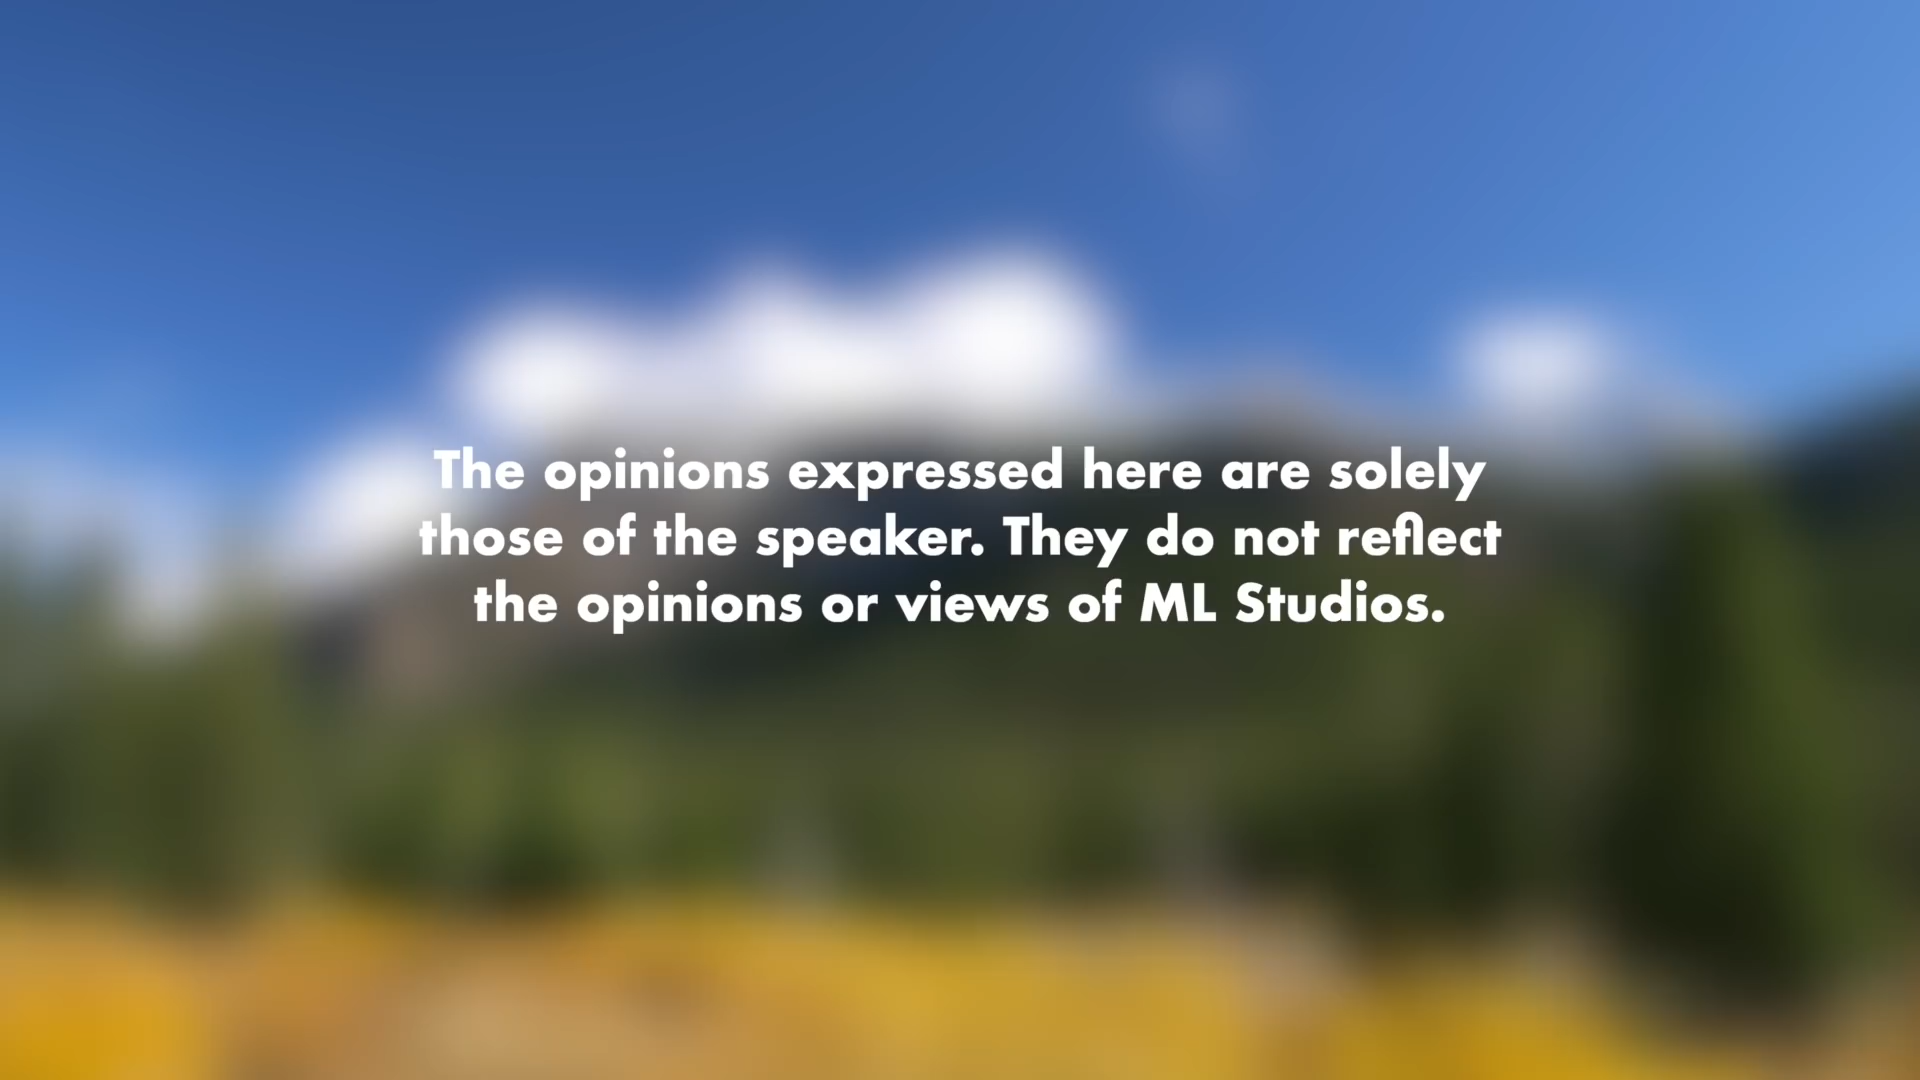 The opinions expressed here are solely
those of the speaker. They do not reflect
the opinions or views of ML Studios.